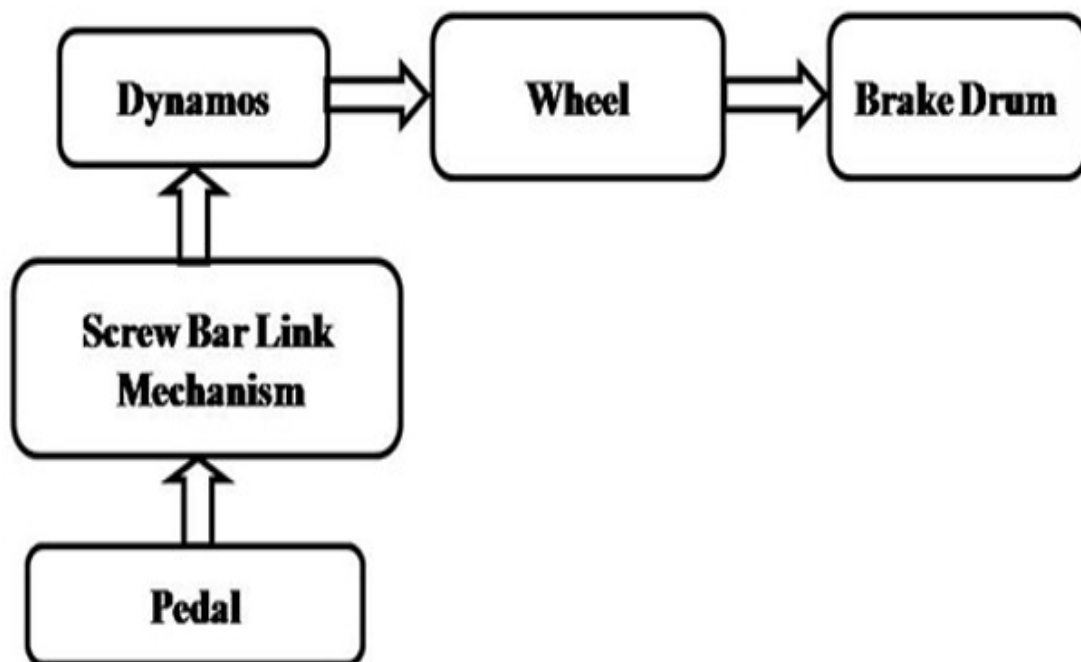 Dynamos
Wheel
Brake Drum
Screw Bar Link
Mechanism
Pedal